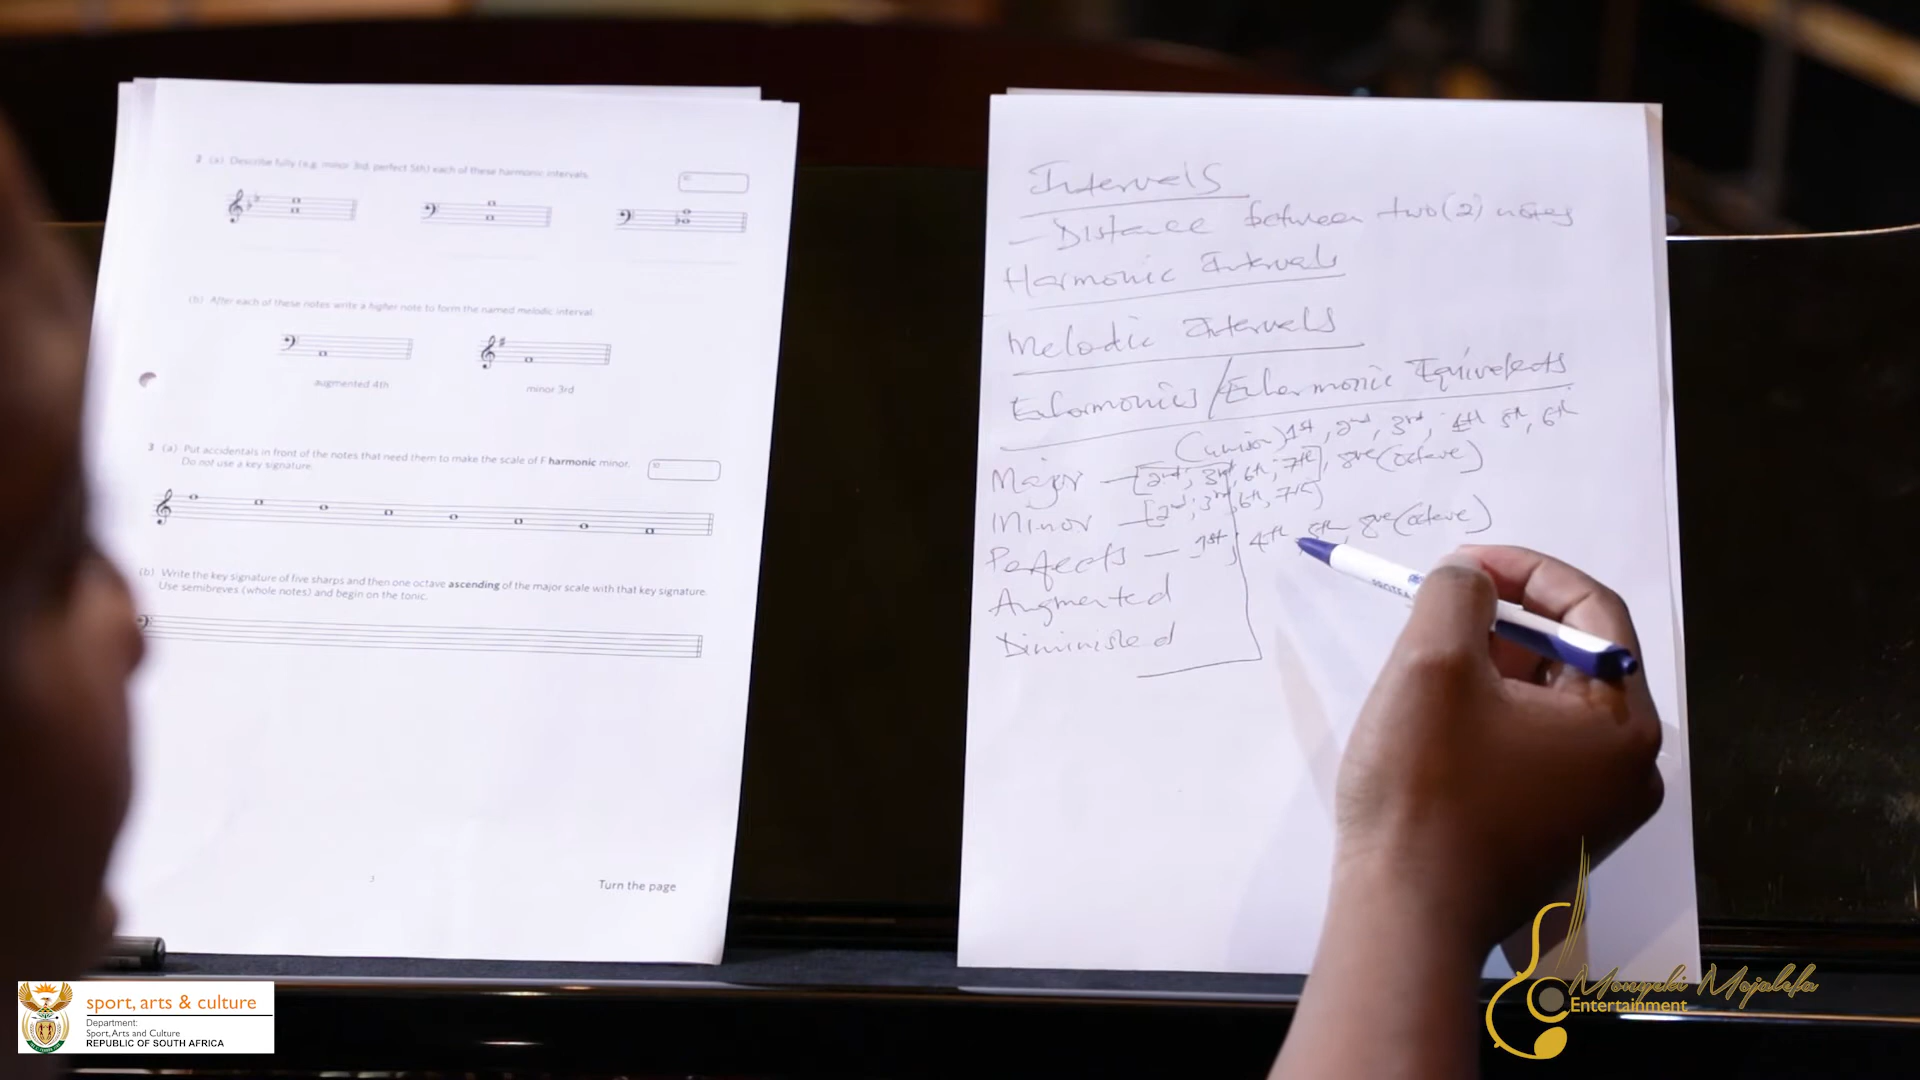 2 (a) Describe fully (e.g. minor 3rd, perfect 5th) each of these harmonic intervals.
10
(b) After each of these notes write a higher note to form the named melodic interval.
augmented 4th
minor 3rd
3 (a) Put accidentals in front of the notes that need them to make the scale of F harmonic minor.
Do not use a key signature.
10
(b) Write the key signature of five sharps and then one octave ascending of the major scale with that key signature.
Use semibreves (whole notes) and begin on the tonic.
3
Turn the page
Intervals
– Distance between two(2) notes
Harmonic Intervals
Melodic Intervals
Enharmonics/Enharmonic Equivalents
(unison) 1st, 2nd, 3rd, 4th 5th, 6th
Major – [2nd, 3rd, 6th, 7th], 8ve(octave)
Minor – [2nd, 3rd, 6th, 7th]
Perfects – 1st, 4th, 5th, 8ve(octave)
Augmented
Diminished
sport, arts & culture
Department:
Sport, Arts and Culture
REPUBLIC OF SOUTH AFRICA
Monyeki Mojalefa
Entertainment